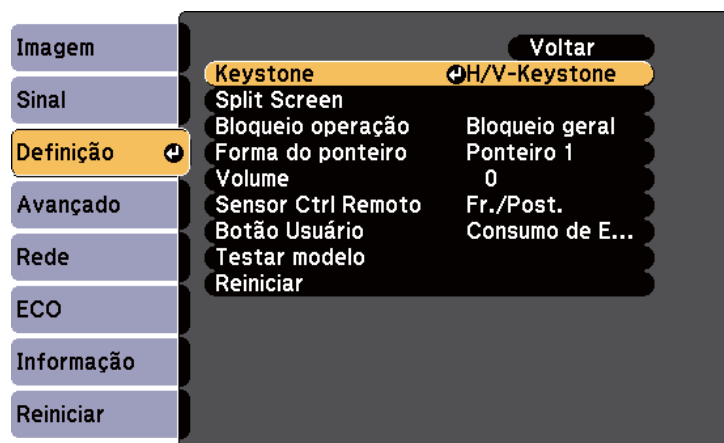 Imagem
Sinal
Definição
Avançado
Rede
ECO
Informação
Reiniciar
Voltar
Keystone H/V-Keystone
Split Screen
Bloqueio operação Bloqueio geral
Forma do ponteiro Ponteiro 1
Volume 0
Sensor Ctrl Remoto Fr./Post.
Botão Usuário Consumo de E...
Testar modelo
Reiniciar